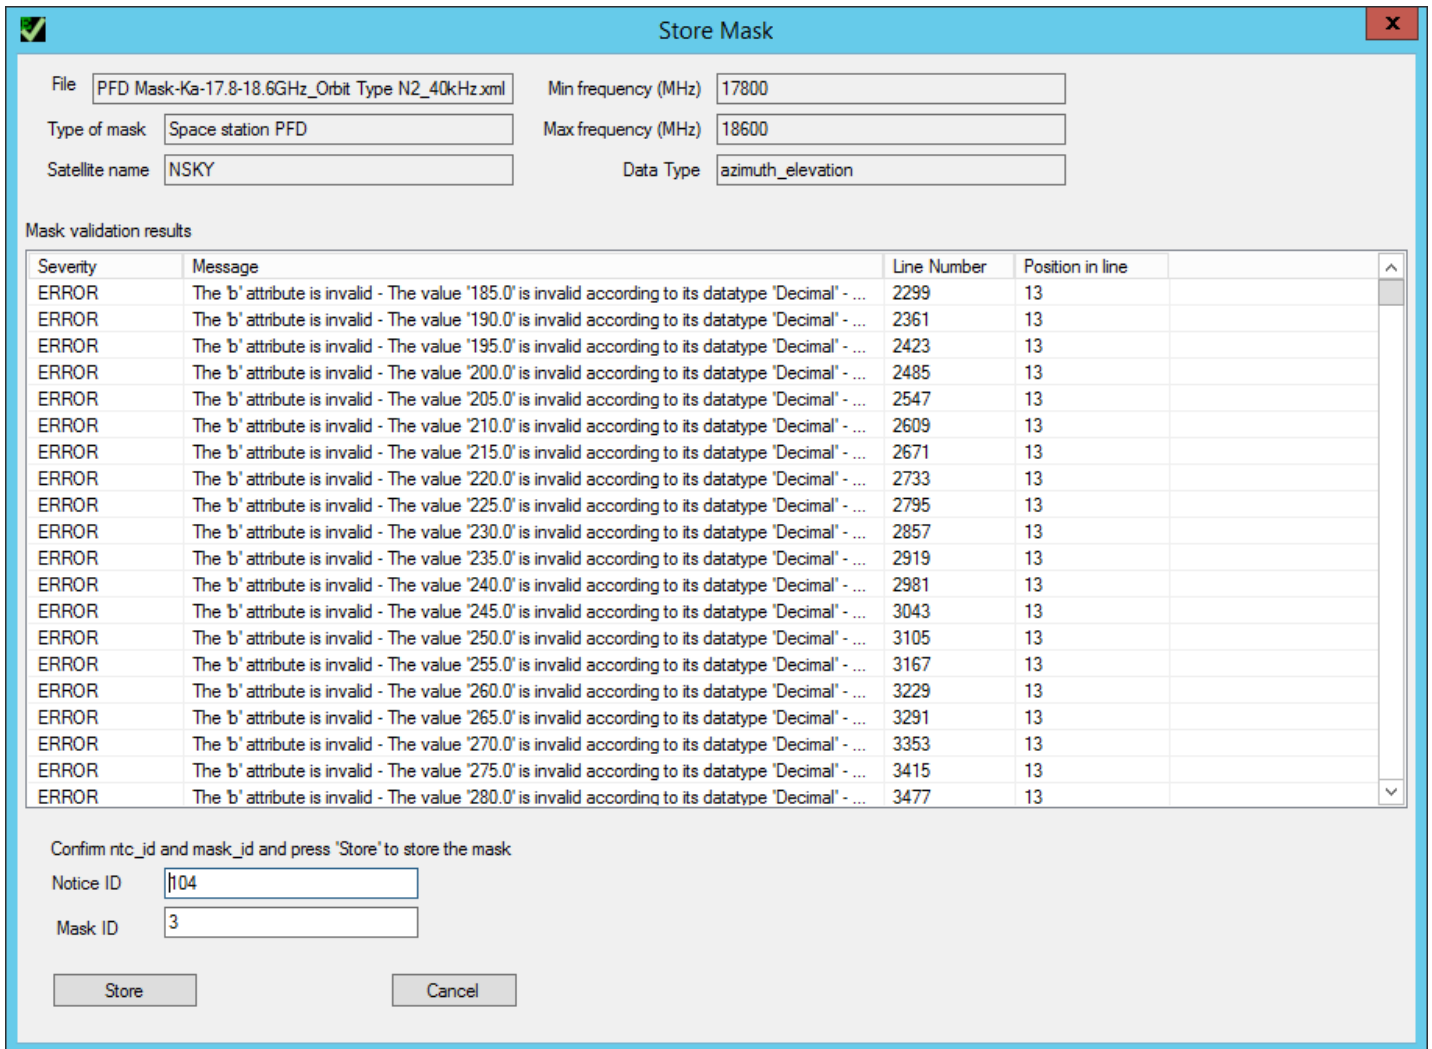 Store Mask
x
File PFD Mask-Ka-17.8-18.6GHz_Orbit Type N2_40kHz.xml Min frequency (MHz) 17800
Type of mask Space station PFD Max frequency (MHz) 18600
Satellite name NSKY Data Type azimuth_elevation
Mask validation results
Severity Message Line Number Position in line
ERROR The 'b' attribute is invalid - The value '185.0' is invalid according to its datatype 'Decimal' - ... 2299 13
ERROR The 'b' attribute is invalid - The value '190.0' is invalid according to its datatype 'Decimal' - ... 2361 13
ERROR The 'b' attribute is invalid - The value '195.0' is invalid according to its datatype 'Decimal' - ... 2423 13
ERROR The 'b' attribute is invalid - The value '200.0' is invalid according to its datatype 'Decimal' - ... 2485 13
ERROR The 'b' attribute is invalid - The value '205.0' is invalid according to its datatype 'Decimal' - ... 2547 13
ERROR The 'b' attribute is invalid - The value '210.0' is invalid according to its datatype 'Decimal' - ... 2609 13
ERROR The 'b' attribute is invalid - The value '215.0' is invalid according to its datatype 'Decimal' - ... 2671 13
ERROR The 'b' attribute is invalid - The value '220.0' is invalid according to its datatype 'Decimal' - ... 2733 13
ERROR The 'b' attribute is invalid - The value '225.0' is invalid according to its datatype 'Decimal' - ... 2795 13
ERROR The 'b' attribute is invalid - The value '230.0' is invalid according to its datatype 'Decimal' - ... 2857 13
ERROR The 'b' attribute is invalid - The value '235.0' is invalid according to its datatype 'Decimal' - ... 2919 13
ERROR The 'b' attribute is invalid - The value '240.0' is invalid according to its datatype 'Decimal' - ... 2981 13
ERROR The 'b' attribute is invalid - The value '245.0' is invalid according to its datatype 'Decimal' - ... 3043 13
ERROR The 'b' attribute is invalid - The value '250.0' is invalid according to its datatype 'Decimal' - ... 3105 13
ERROR The 'b' attribute is invalid - The value '255.0' is invalid according to its datatype 'Decimal' - ... 3167 13
ERROR The 'b' attribute is invalid - The value '260.0' is invalid according to its datatype 'Decimal' - ... 3229 13
ERROR The 'b' attribute is invalid - The value '265.0' is invalid according to its datatype 'Decimal' - ... 3291 13
ERROR The 'b' attribute is invalid - The value '270.0' is invalid according to its datatype 'Decimal' - ... 3353 13
ERROR The 'b' attribute is invalid - The value '275.0' is invalid according to its datatype 'Decimal' - ... 3415 13
ERROR The 'b' attribute is invalid - The value '280.0' is invalid according to its datatype 'Decimal' - ... 3477 13
Confirm ntc_id and mask_id and press 'Store' to store the mask
Notice ID 104
Mask ID 3
Store Cancel